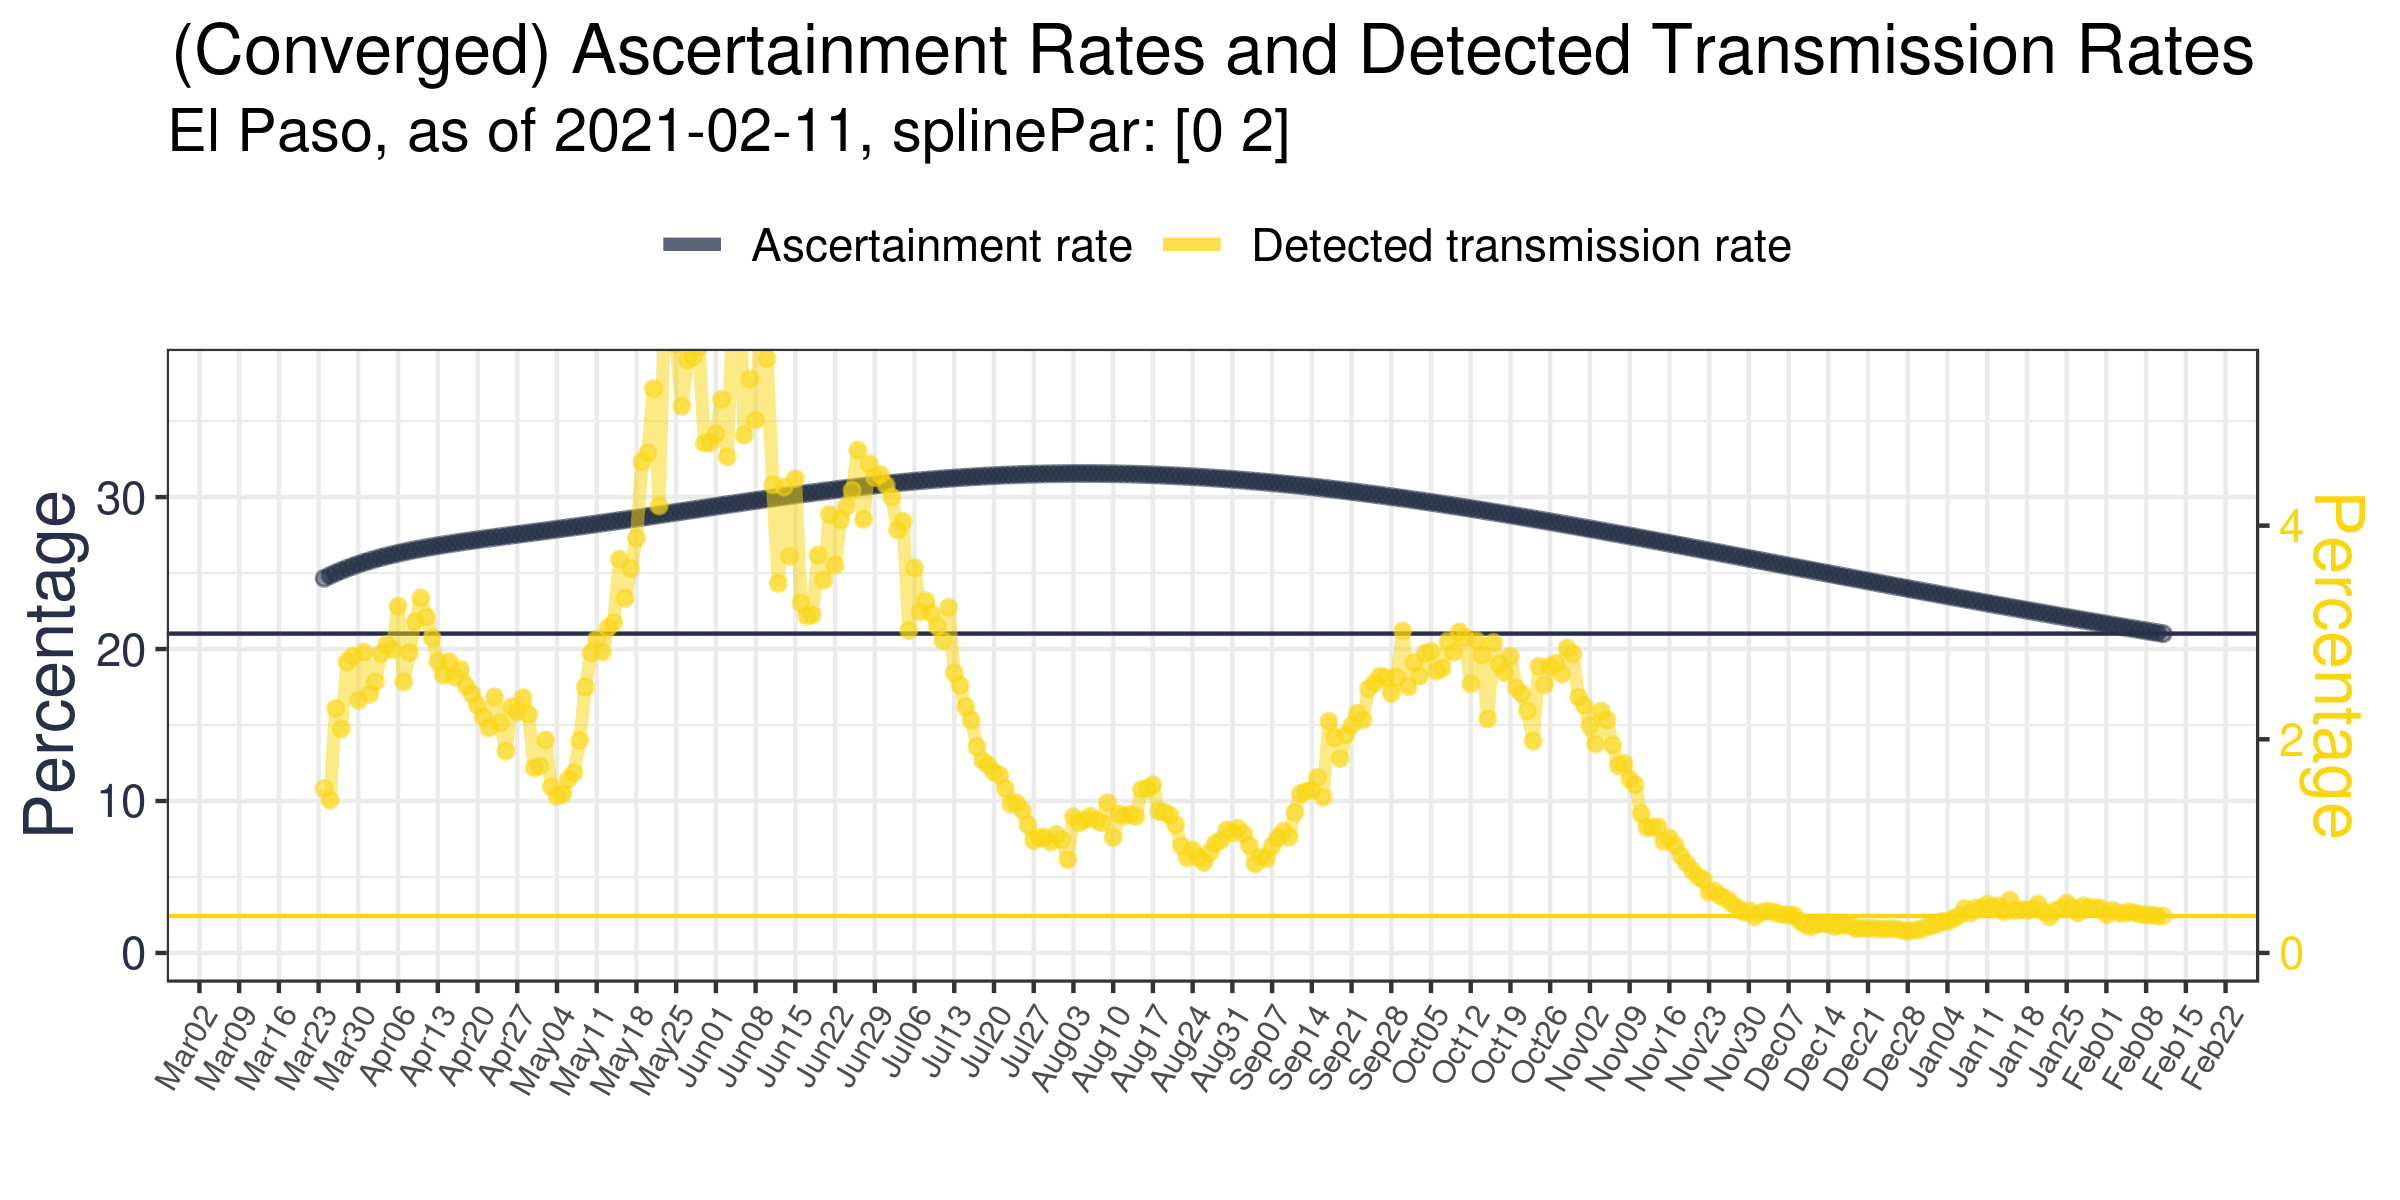 (Converged) Ascertainment Rates and Detected Transmission Rates
El Paso, as of 2021-02-11, splinePar: [0 2]
Ascertainment rate Detected transmission rate
Percentage
30
20
10
0
4
2
0
Percentage
Mar02 Mar09 Mar16 Mar23 Mar30 Apr06 Apr13 Apr20 Apr27 May04 May11 May18 May25 Jun01 Jun08 Jun15 Jun22 Jun29 Jul06 Jul13 Jul20 Jul27 Aug03 Aug10 Aug17 Aug24 Aug31 Sep07 Sep14 Sep21 Sep28 Oct05 Oct12 Oct19 Oct26 Nov02 Nov09 Nov16 Nov23 Nov30 Dec07 Dec14 Dec21 Dec28 Jan04 Jan11 Jan18 Jan25 Feb01 Feb08 Feb15 Feb22